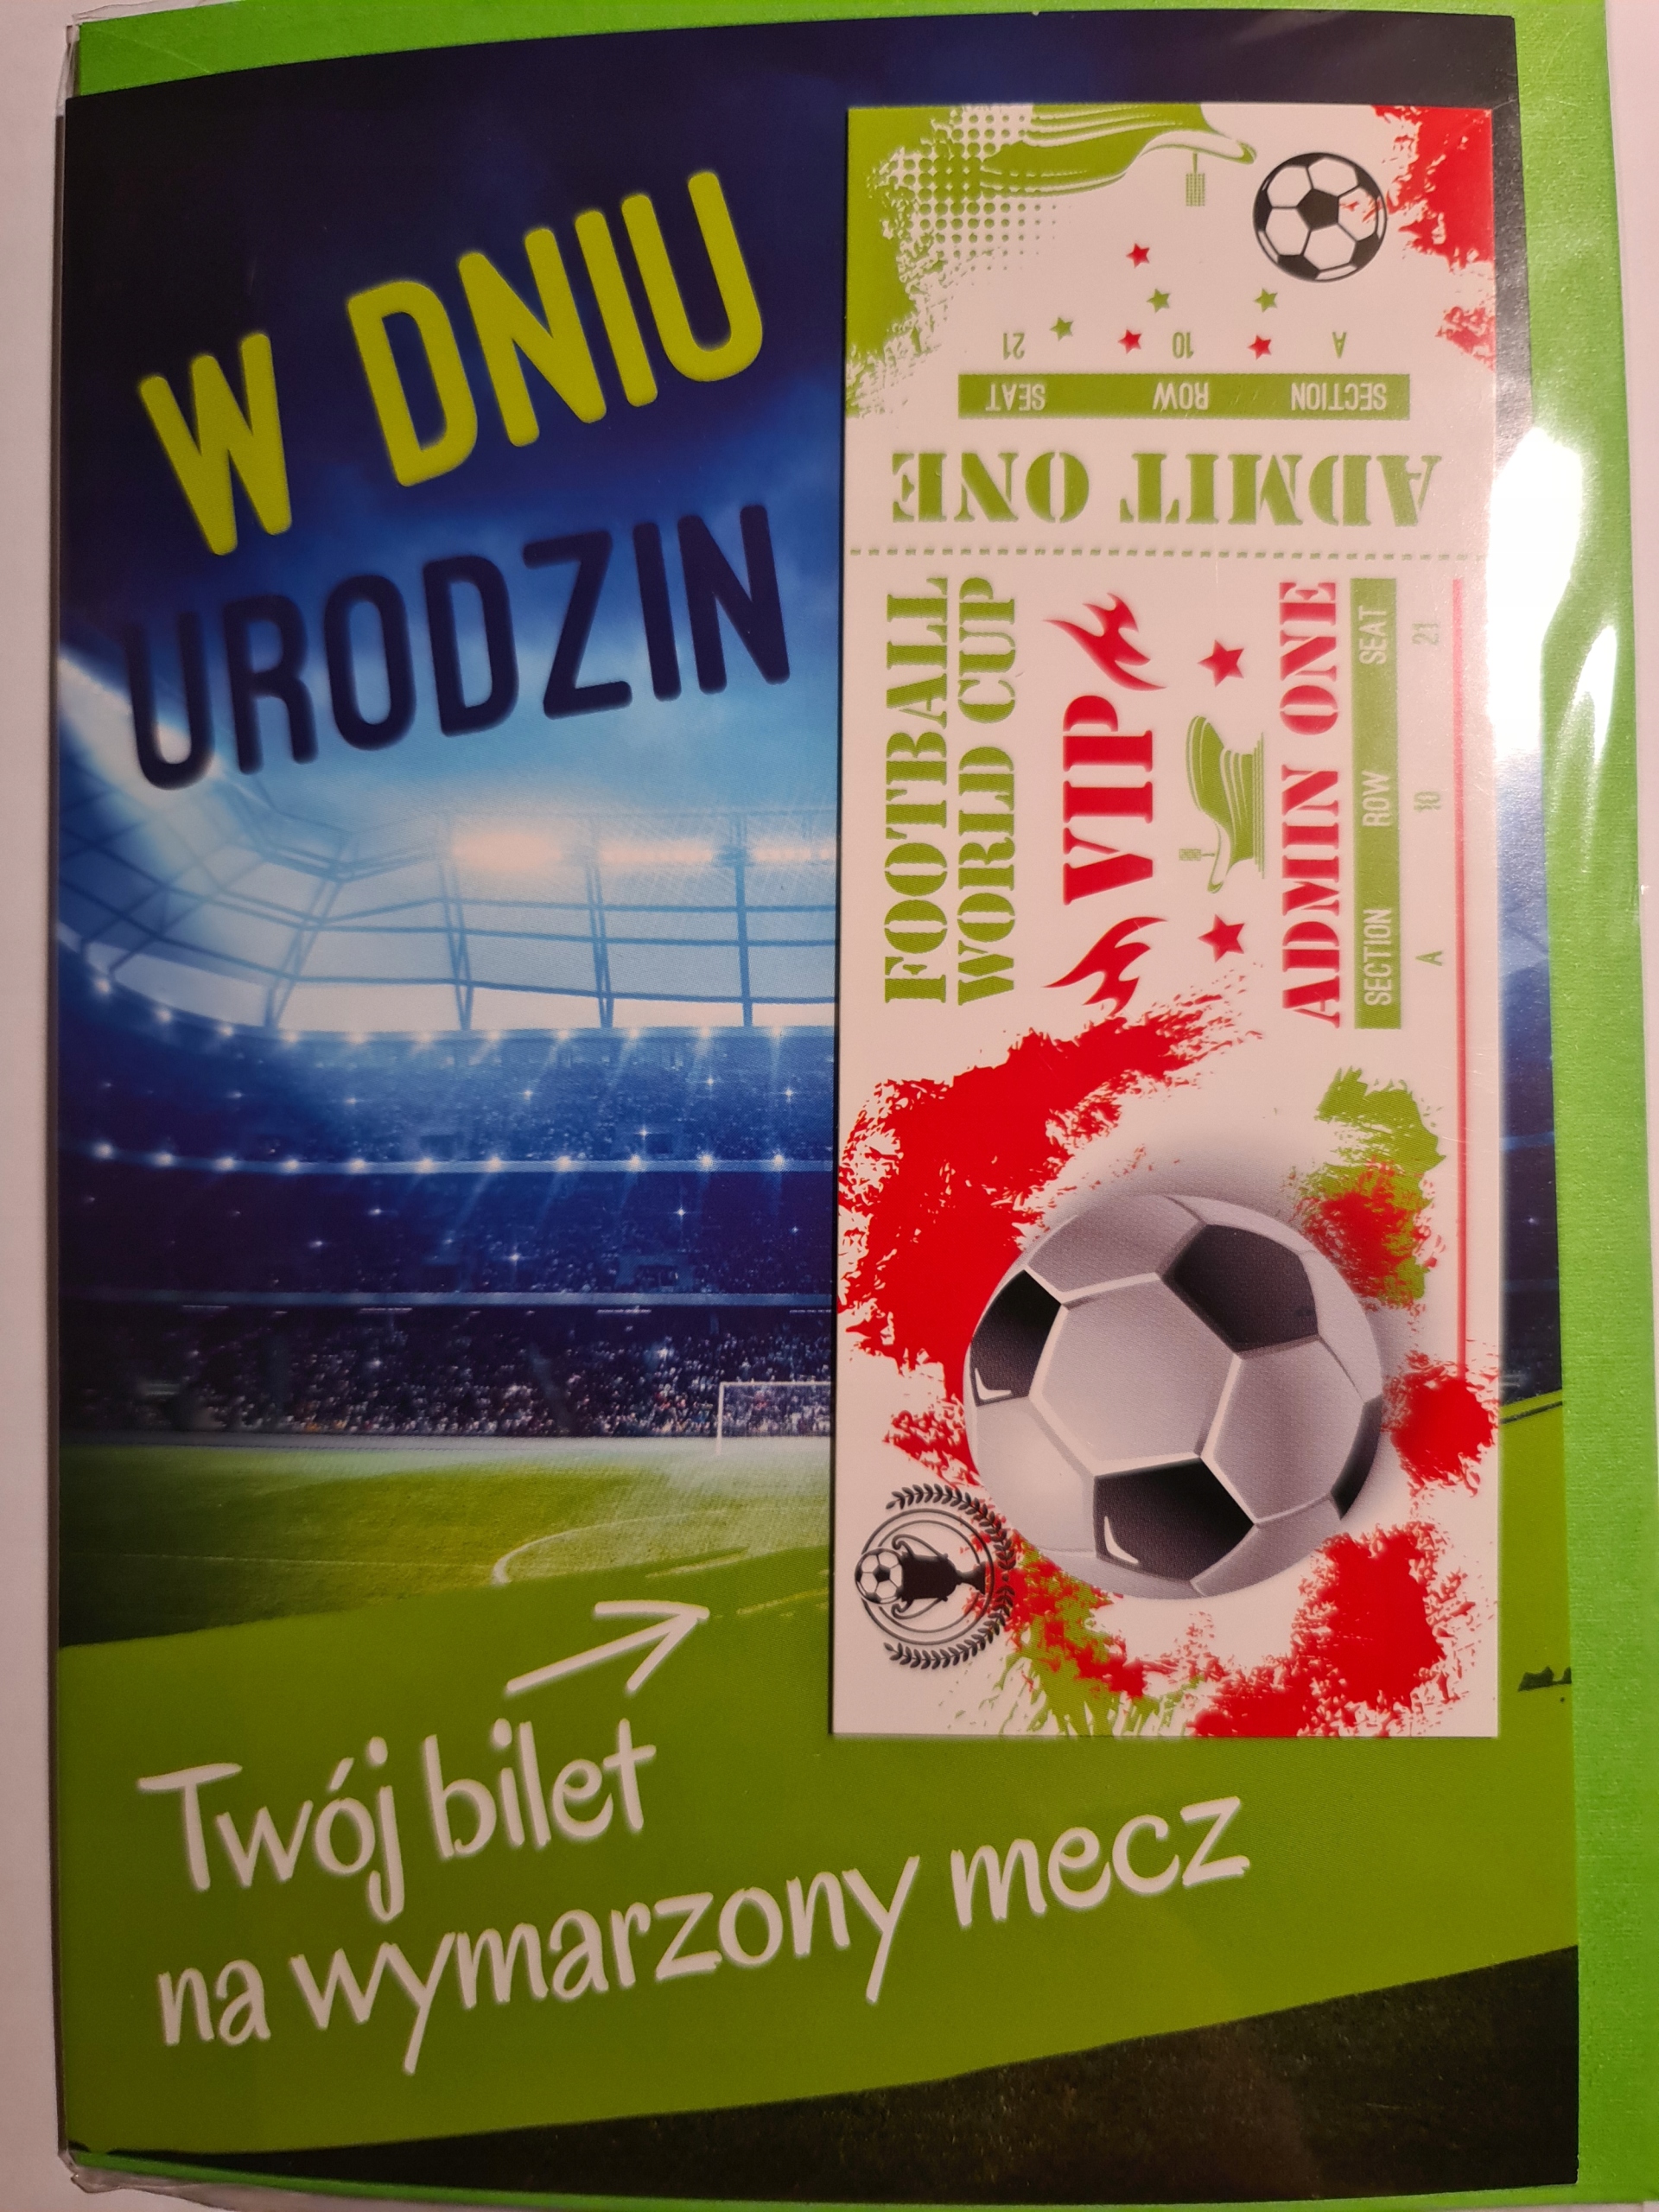 W DNIU
URODZIN
Twój bilet
na wymarzony mecz
FOOTBALL
WORLD CUP
VIP
ADMIN ONE
SECTION ROW SEAT
A 10 21
ADMIT ONE
SECTION ROW SEAT
A 10 21